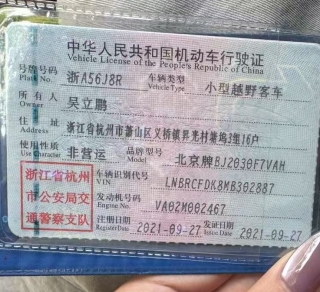 中华人民共和国机动车行驶证
Vehicle License of the People's Republic of China
号牌号码 浙A56J8R 车辆类型 小型越野客车
Plate No. Vehicle Type
所有人 吴立鹏
Owner
住址 浙江省杭州市萧山区义桥镇昇光村塘坞3组16户
Address
使用性质 非营运 品牌型号 北京牌BJ2030F7VAH
Use Character Model
浙江省杭州 车辆识别代号 LNBRCFDK8MB302887
VIN
市公安局交 发动机号码 VA02M002467
Engine No.
通警察支队 注册日期 2021-09-27 发证日期 2021-09-27
Register Date Issue Date